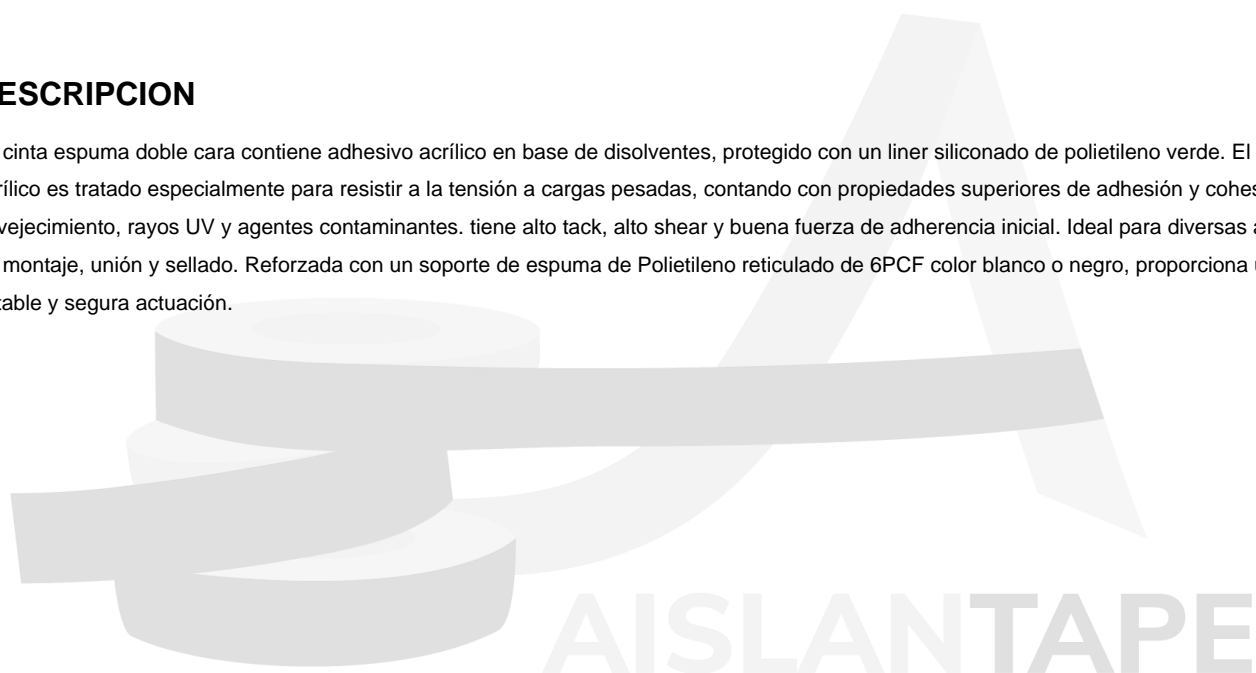 ESCRIPCION
cinta espuma doble cara contiene adhesivo acrílico en base de disolventes, protegido con un liner siliconado de polietileno verde. El
rílico es tratado especialmente para resistir a la tensión a cargas pesadas, contando con propiedades superiores de adhesión y cohes
vejecimiento, rayos UV y agentes contaminantes. tiene alto tack, alto shear y buena fuerza de adherencia inicial. Ideal para diversas a
montaje, unión y sellado. Reforzada con un soporte de espuma de Polietileno reticulado de 6PCF color blanco o negro, proporciona u
table y segura actuación.
AISLANTAPE